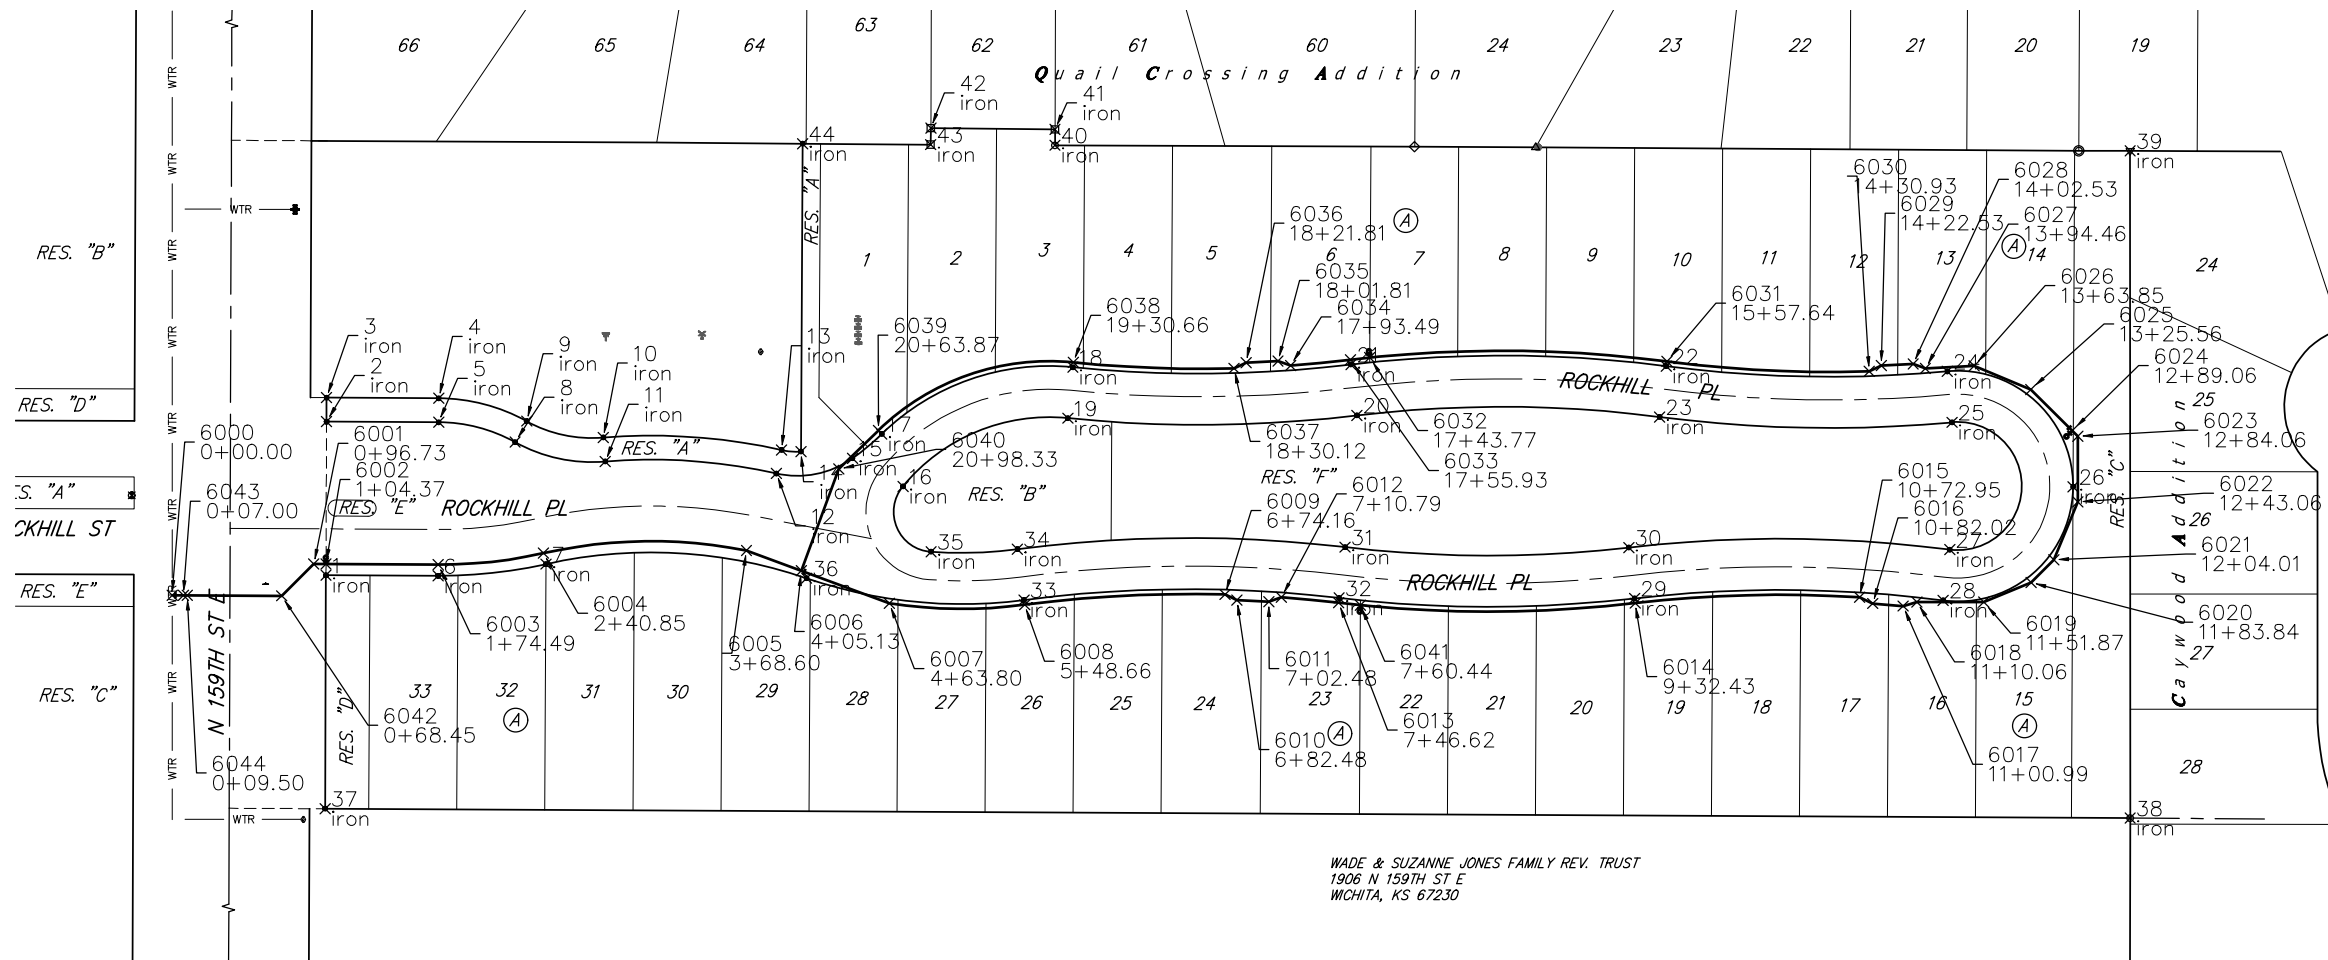 63
66
65
64
62
61
60
24
23
22
21
20
19
Quail Crossing Addition
WTR
42
iron
41
iron
44
iron
43
iron
40
iron
39
iron
6030
14+30.93
6028
14+02.53
6029
14+22.53
6027
13+94.46
WTR
WTR
WTR
RES. "A"
6036
18+21.81
A
A
RES. "B"
WTR
1
2
3
4
5
6
7
8
9
10
11
12
13
14
24
6035
18+01.81
6026
13+63.85
6038
19+30.66
6034
17+93.49
6031
15+57.64
6025
13+25.56
WTR
3
iron
4
iron
9
iron
13
iron
6039
20+63.87
6024
12+89.06
2
iron
5
iron
10
iron
8
iron
11
iron
18
iron
21
22
iron
24
iron
ROCKHILL PL
RES. "D"
25
6023
12+84.06
WTR
6000
0+00.00
6001
0+96.73
6002
1+04.37
RES. "A"
14
15
iron
17
iron
6040
20+98.33
19
iron
20
iron
6037
18+30.12
6032
17+43.77
6033
17+55.93
23
iron
25
iron
RES. "F"
6012
7+10.79
6009
6+74.16
6015
10+72.95
6016
10+82.02
26
iron
RES. "C"
6022
12+43.06
26
RES. "A"
6043
0+07.00
RES. "E"
ROCKHILL PL
16
iron
RES. "B"
12
iron
WTR
ROCKHILL ST
35
iron
34
iron
31
iron
30
iron
27
iron
6021
12+04.01
RES. "E"
WTR
1
iron
6
iron
7
iron
36
iron
33
iron
ROCKHILL PL
32
iron
29
iron
28
iron
6020
11+83.84
Caywood Addition
N 159TH ST E
6003
1+74.49
6004
2+40.85
6005
3+68.60
6006
4+05.13
6007
4+63.80
6008
5+48.66
6011
7+02.48
6041
7+60.44
6014
9+32.43
6018
11+10.06
6019
11+51.87
27
RES. "C"
WTR
RES. "D"
33
32
31
30
29
28
27
26
25
24
23
22
21
20
19
18
17
16
15
A
A
A
6042
0+68.45
6010
6+82.48
6013
7+46.62
6017
11+00.99
6044
0+09.50
WTR
28
37
iron
WTR
38
iron
WADE & SUZANNE JONES FAMILY REV. TRUST
1906 N 159TH ST E
WICHITA, KS 67230